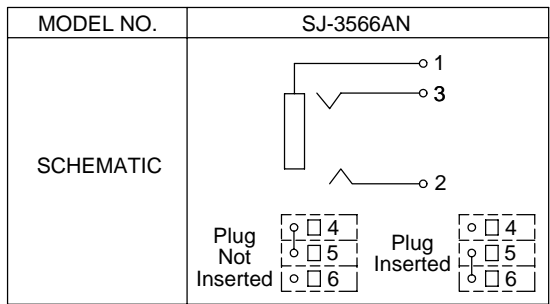 MODEL NO. SJ-3566AN
SCHEMATIC
1
3
2
Plug Not Inserted
4
5
6
Plug Inserted
4
5
6